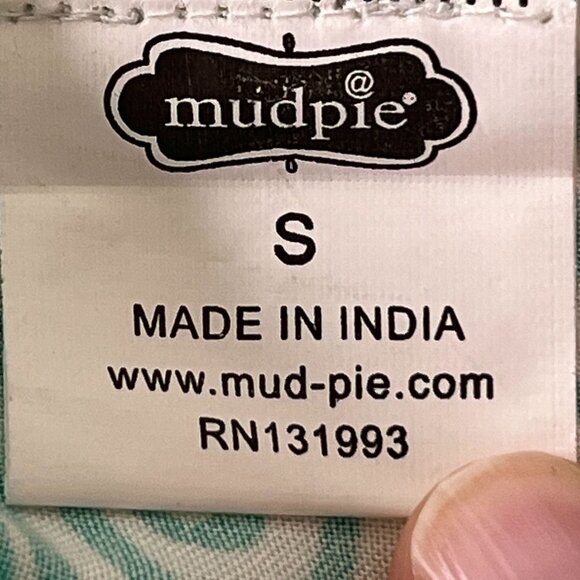 @
mudpie
S
MADE IN INDIA
www.mud-pie.com
RN131993